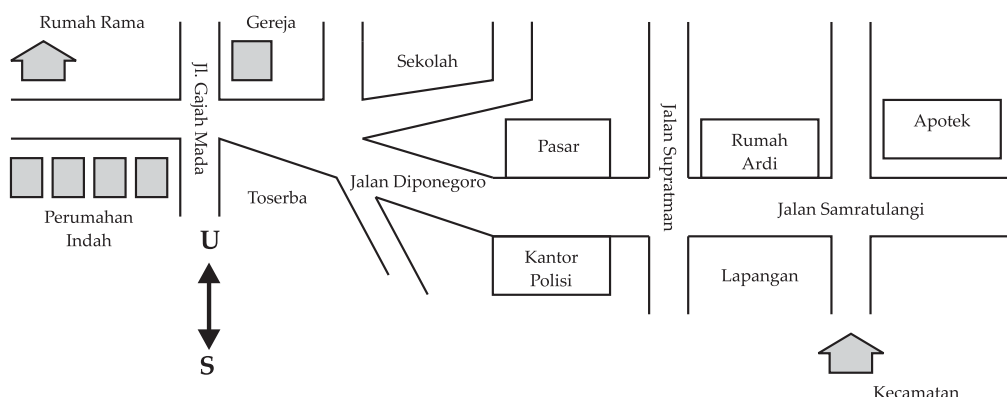 Rumah Rama
Gereja
Sekolah
Jl. Gajah Mada
Jalan Supratman
Pasar
Rumah
Ardi
Apotek
Jalan Diponegoro
Toserba
Jalan Samratulangi
Perumahan
Indah
U
Kantor
Polisi
Lapangan
S
Kecamatan